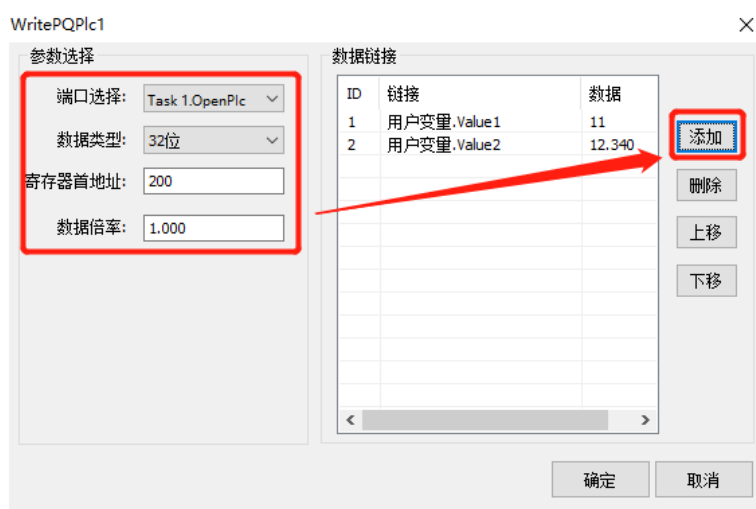 WritePQPlc1
参数选择
端口选择: Task 1.OpenPlc
数据类型: 32位
寄存器首地址: 200
数据倍率: 1.000
数据链接
ID 链接 数据
1 用户变量.Value1 11
2 用户变量.Value2 12.340
添加
删除
上移
下移
确定 取消